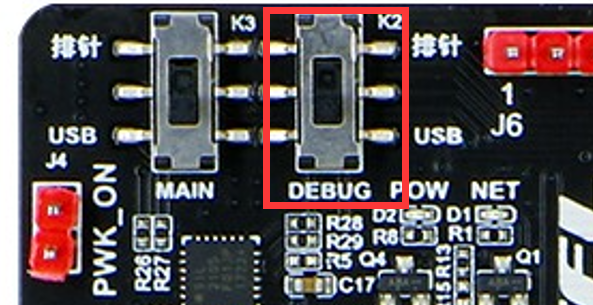 K3
K2
排针
排针
1
J6
USB
USB
J4
MAIN
DEBUG
POW
NET
PWK_ON
D2
D1
R28
R8
R1
R29
R26
R27
R5
Q4
R13
Q1
C17
15